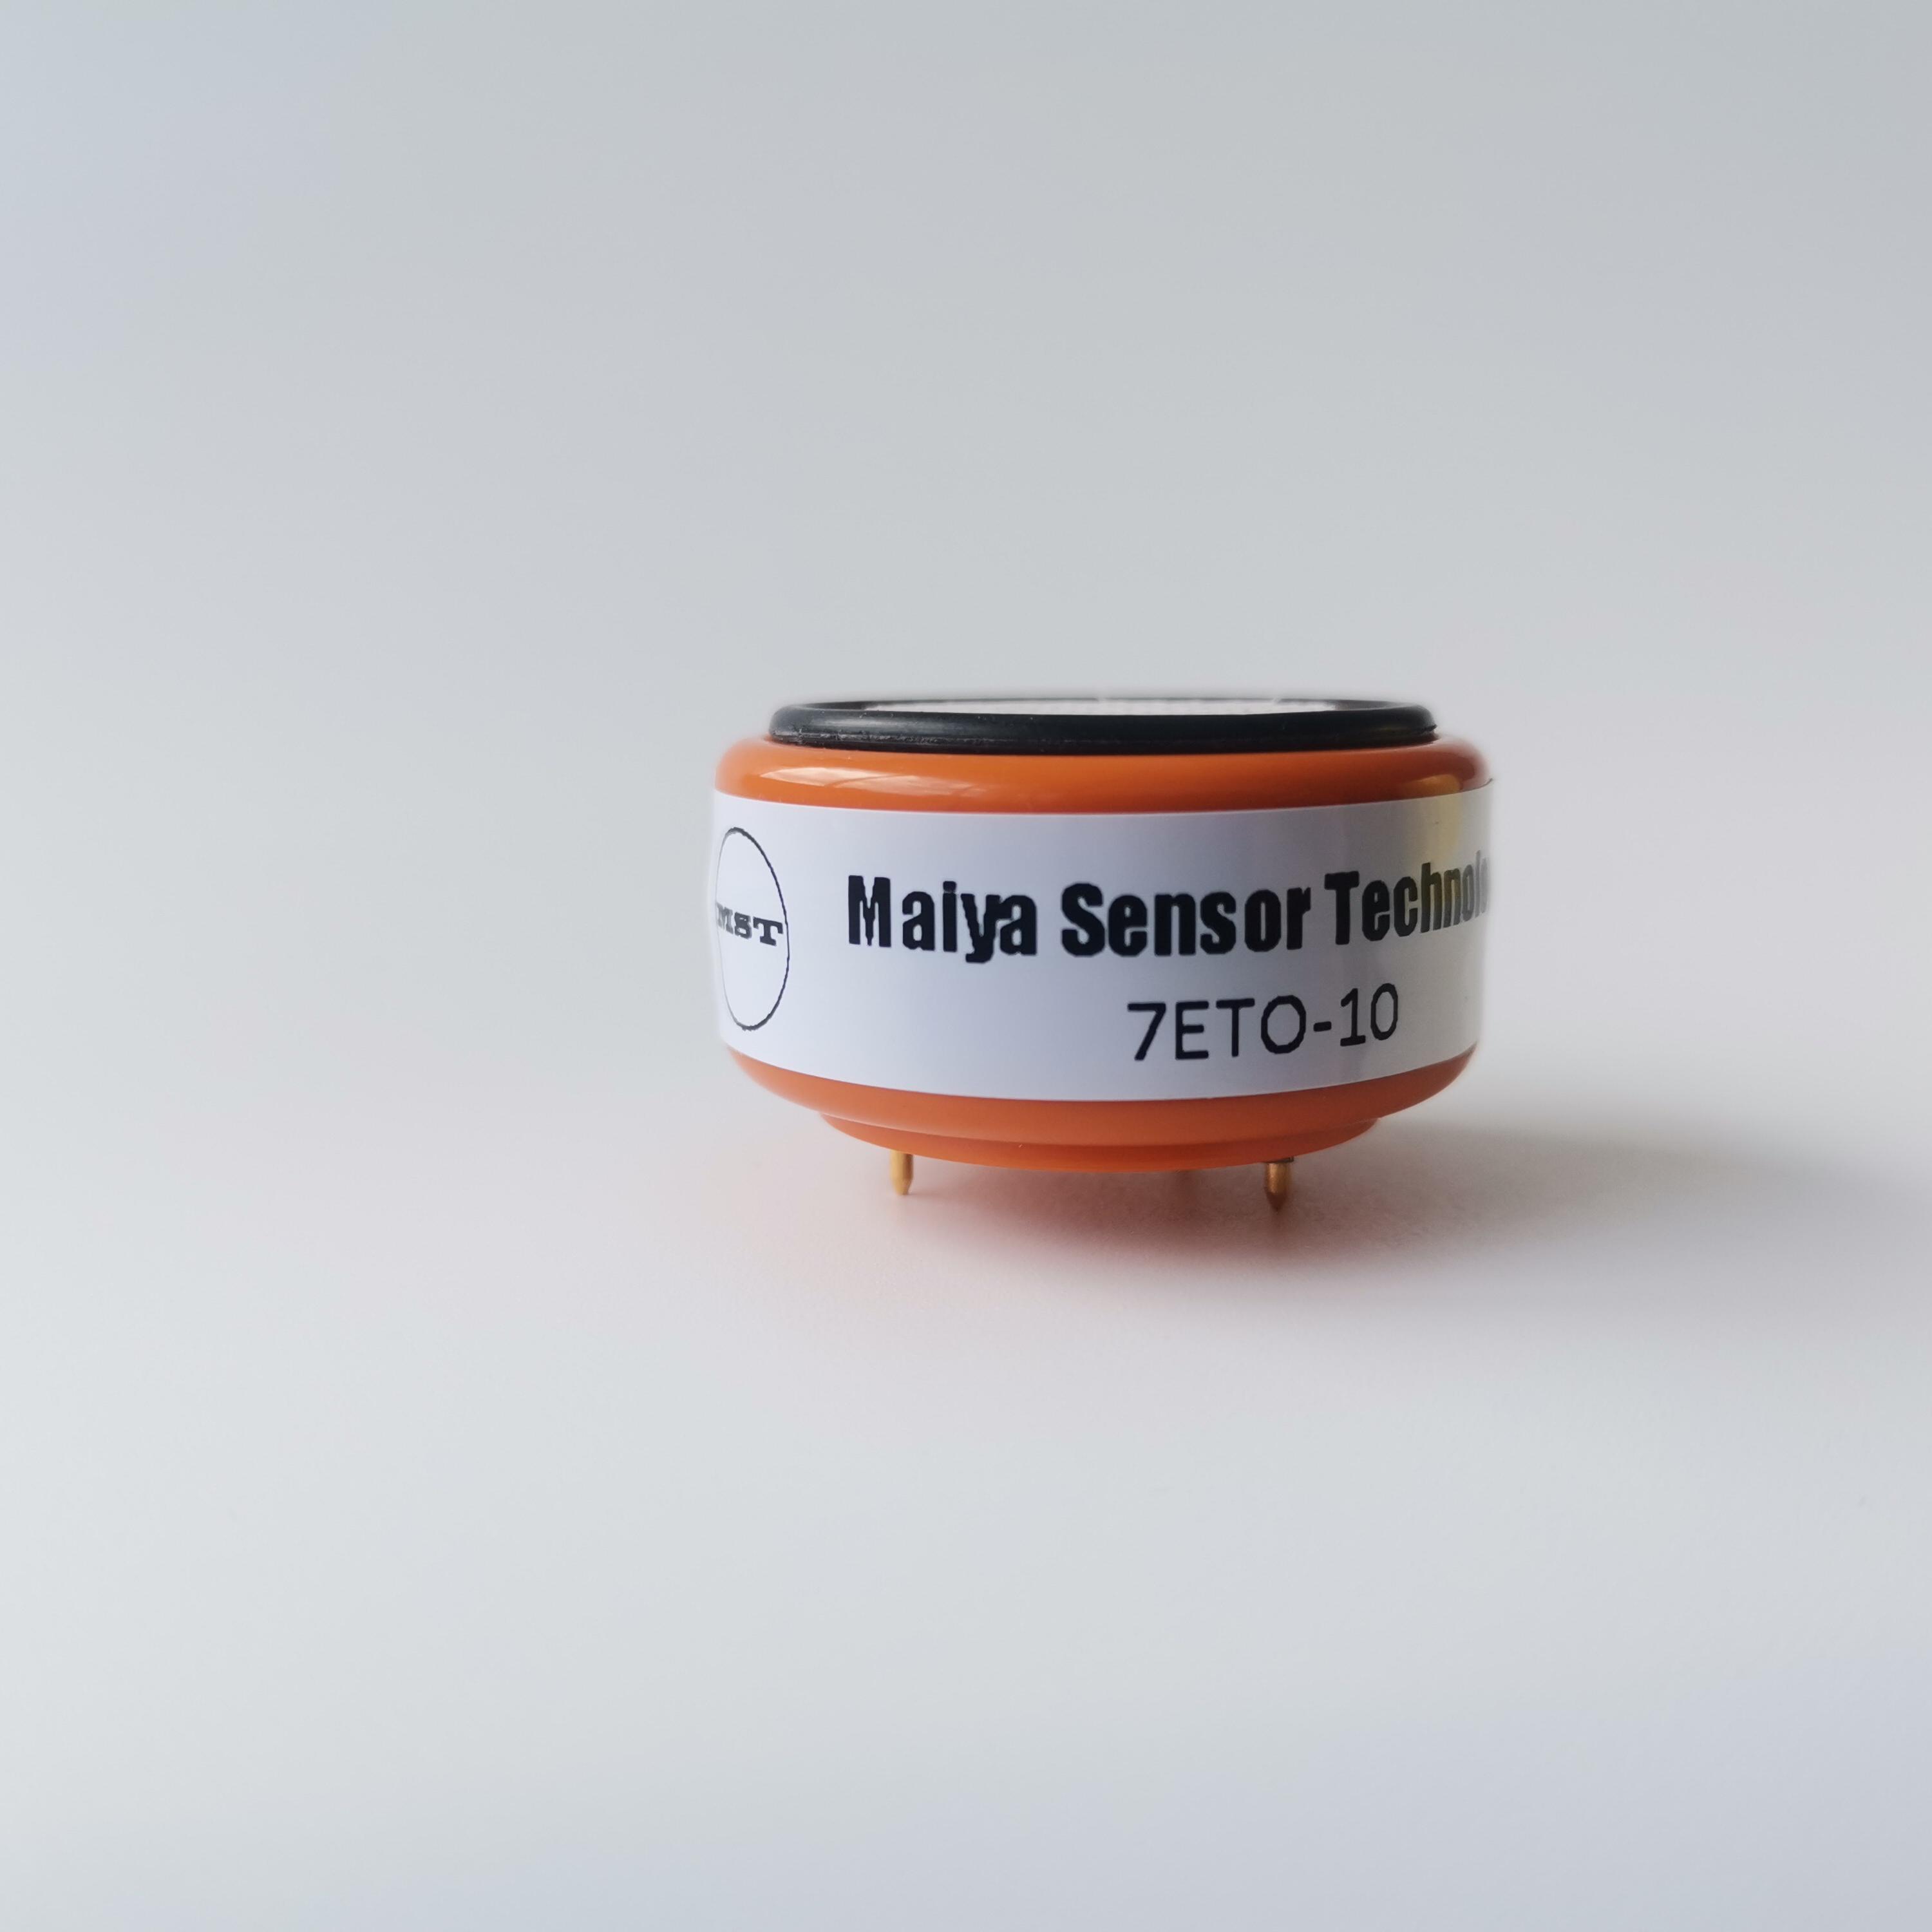 MST
Maiya Sensor Technolo
7ETO-10